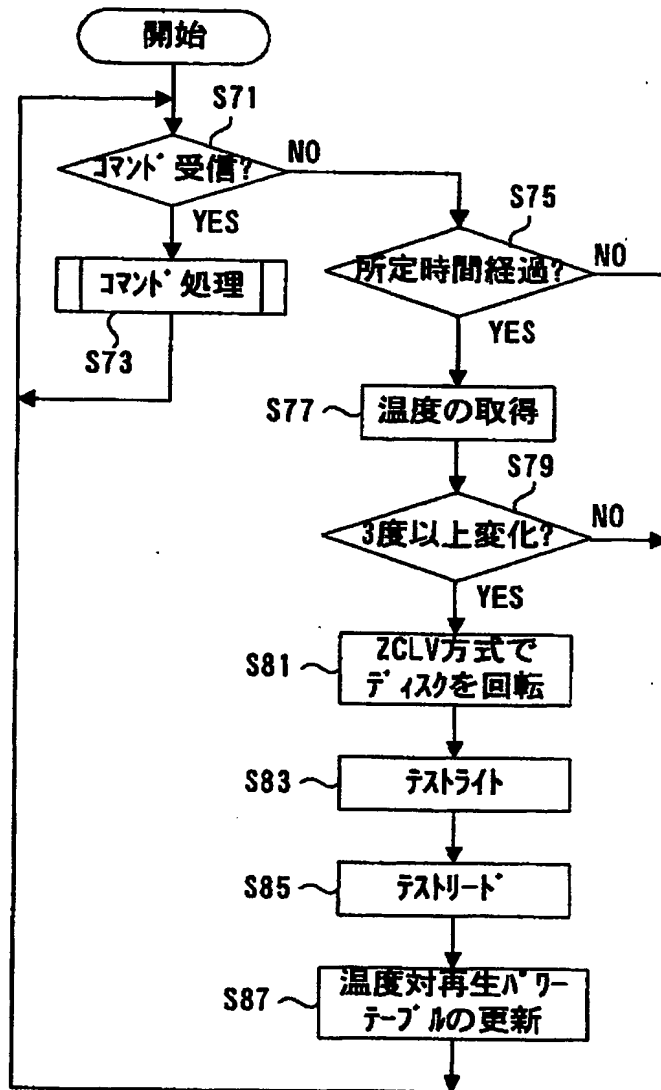 開始
S71
コマンド受信?
NO
YES
コマンド処理
S73
S75
所定時間経過?
NO
YES
S77
温度の取得
S79
3度以上変化?
NO
YES
S81
ZCLV方式で
ディスクを回転
S83
テストライト
S85
テストリード
S87
温度対再生パワー
テーブルの更新